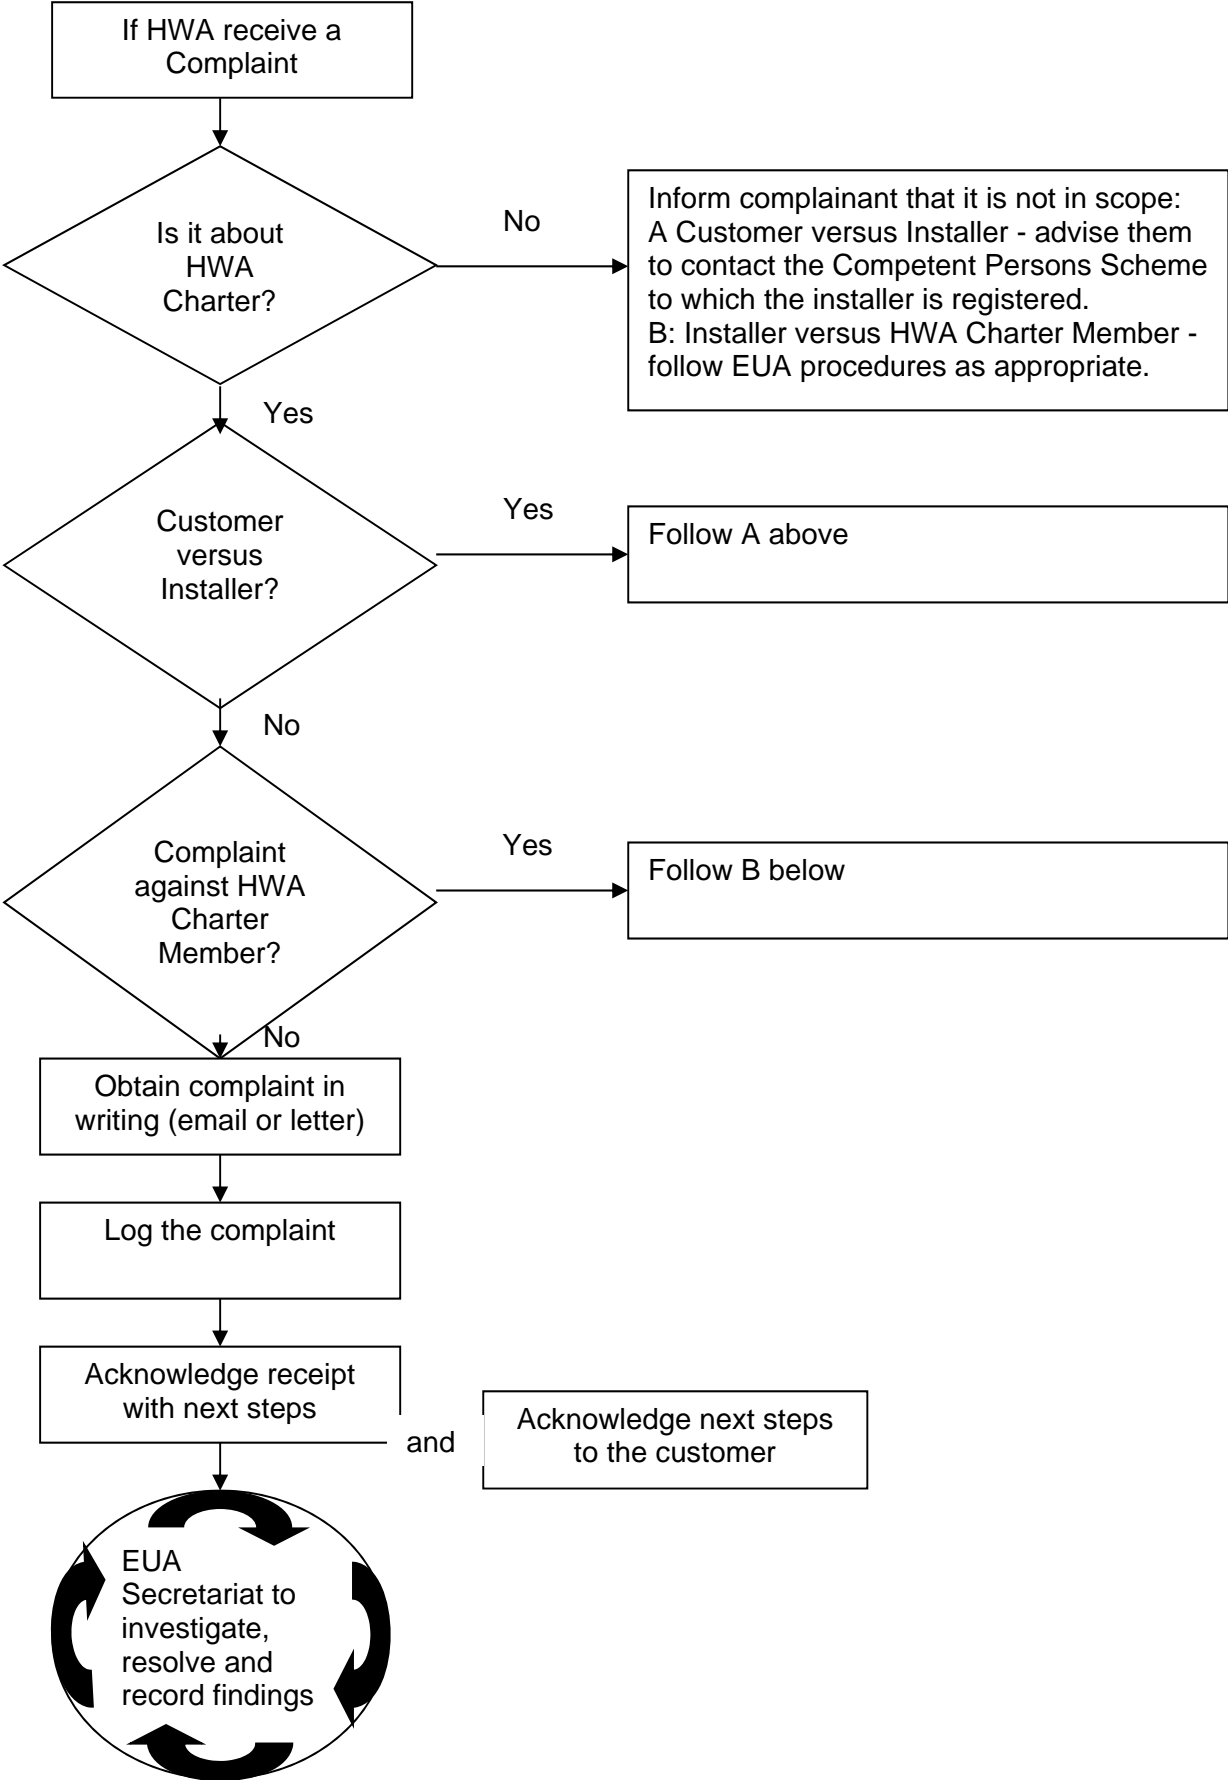 If HWA receive a
Complaint
Is it about
HWA
Charter?
No
Inform complainant that it is not in scope:
A Customer versus Installer - advise them
to contact the Competent Persons Scheme
to which the installer is registered.
B: Installer versus HWA Charter Member -
follow EUA procedures as appropriate.
Yes
Customer
versus
Installer?
Yes
Follow A above
No
Complaint
against HWA
Charter
Member?
Yes
Follow B below
No
Obtain complaint in
writing (email or letter)
Log the complaint
Acknowledge receipt
with next steps
and
Acknowledge next steps
to the customer
EUA
Secretariat to
investigate,
resolve and
record findings